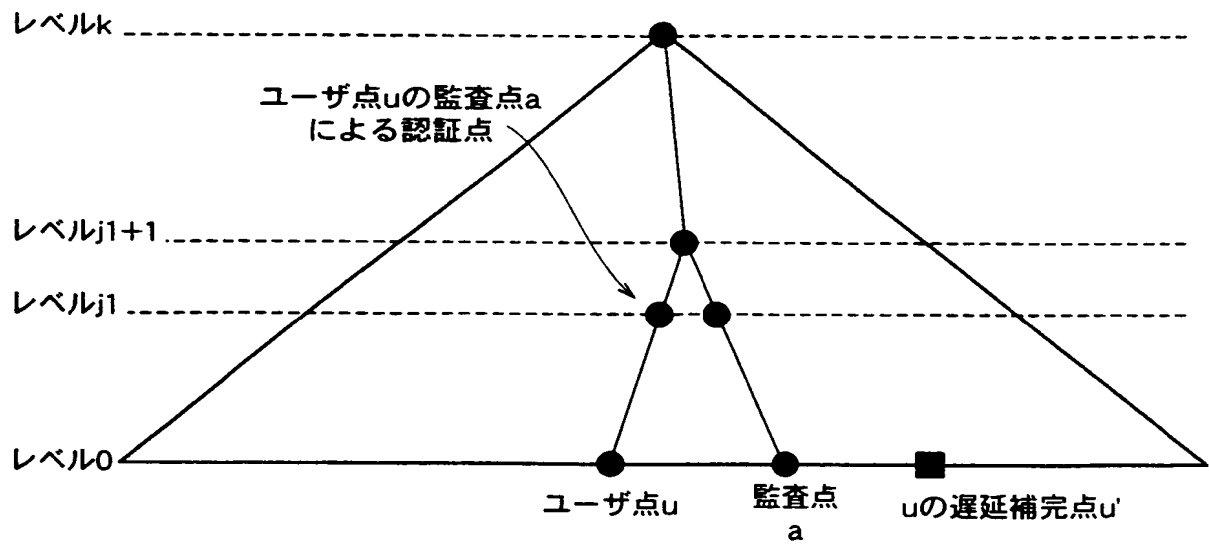 レベルk
ユーザ点uの監査点a
による認証点
レベルj1+1
レベルj1
レベル0
ユーザ点u
監査点
a
uの遅延補完点u'